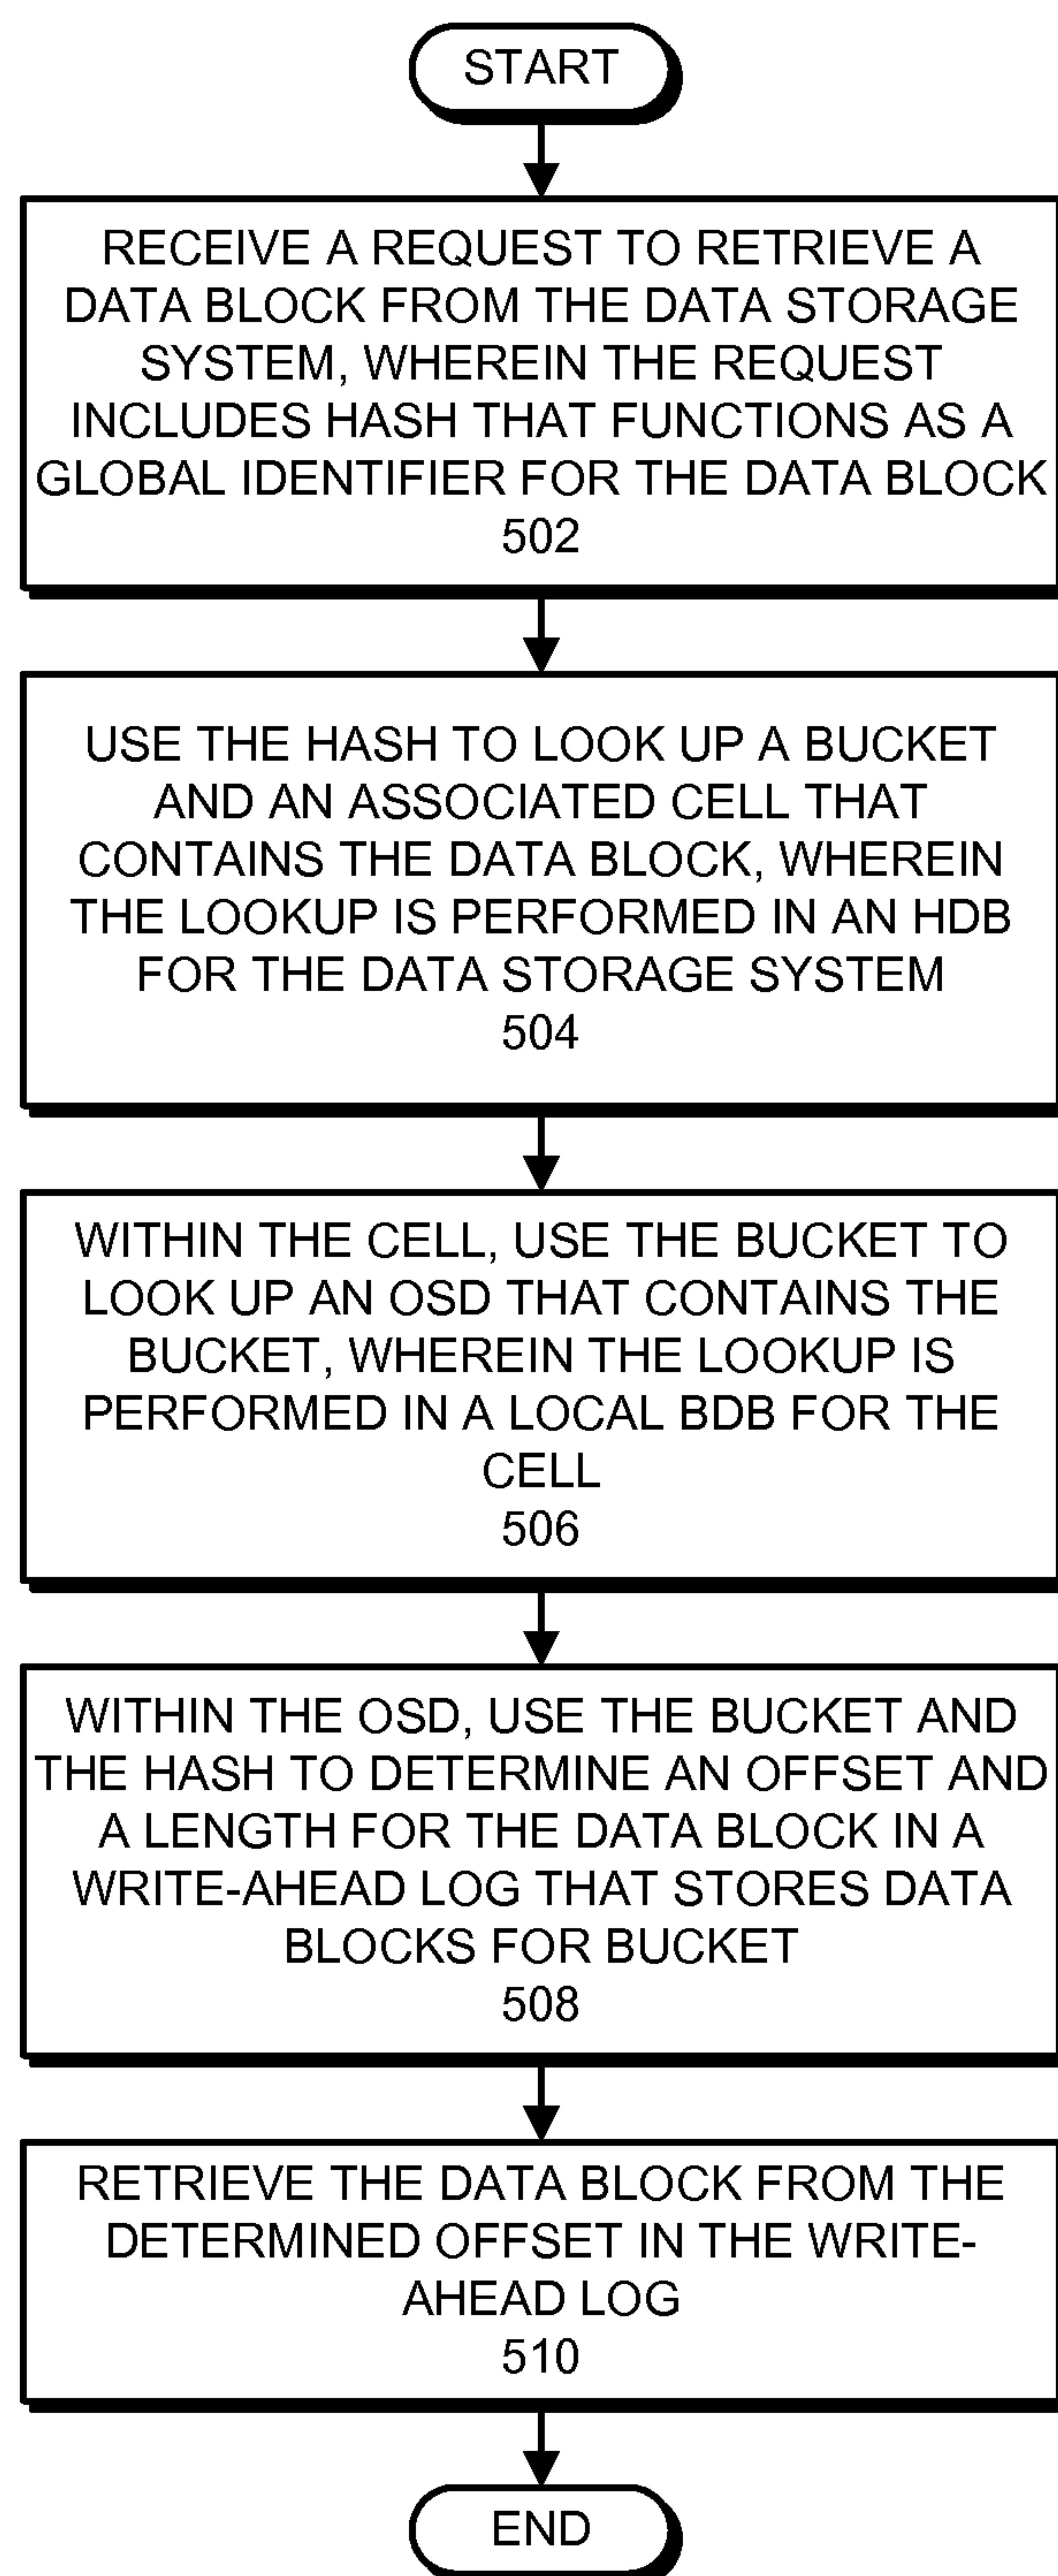 START
RECEIVE A REQUEST TO RETRIEVE A
DATA BLOCK FROM THE DATA STORAGE
SYSTEM, WHEREIN THE REQUEST
INCLUDES HASH THAT FUNCTIONS AS A
GLOBAL IDENTIFIER FOR THE DATA BLOCK
502
USE THE HASH TO LOOK UP A BUCKET
AND AN ASSOCIATED CELL THAT
CONTAINS THE DATA BLOCK, WHEREIN
THE LOOKUP IS PERFORMED IN AN HDB
FOR THE DATA STORAGE SYSTEM
504
WITHIN THE CELL, USE THE BUCKET TO
LOOK UP AN OSD THAT CONTAINS THE
BUCKET, WHEREIN THE LOOKUP IS
PERFORMED IN A LOCAL BDB FOR THE
CELL
506
WITHIN THE OSD, USE THE BUCKET AND
THE HASH TO DETERMINE AN OFFSET AND
A LENGTH FOR THE DATA BLOCK IN A
WRITE-AHEAD LOG THAT STORES DATA
BLOCKS FOR BUCKET
508
RETRIEVE THE DATA BLOCK FROM THE
DETERMINED OFFSET IN THE WRITE-
AHEAD LOG
510
END